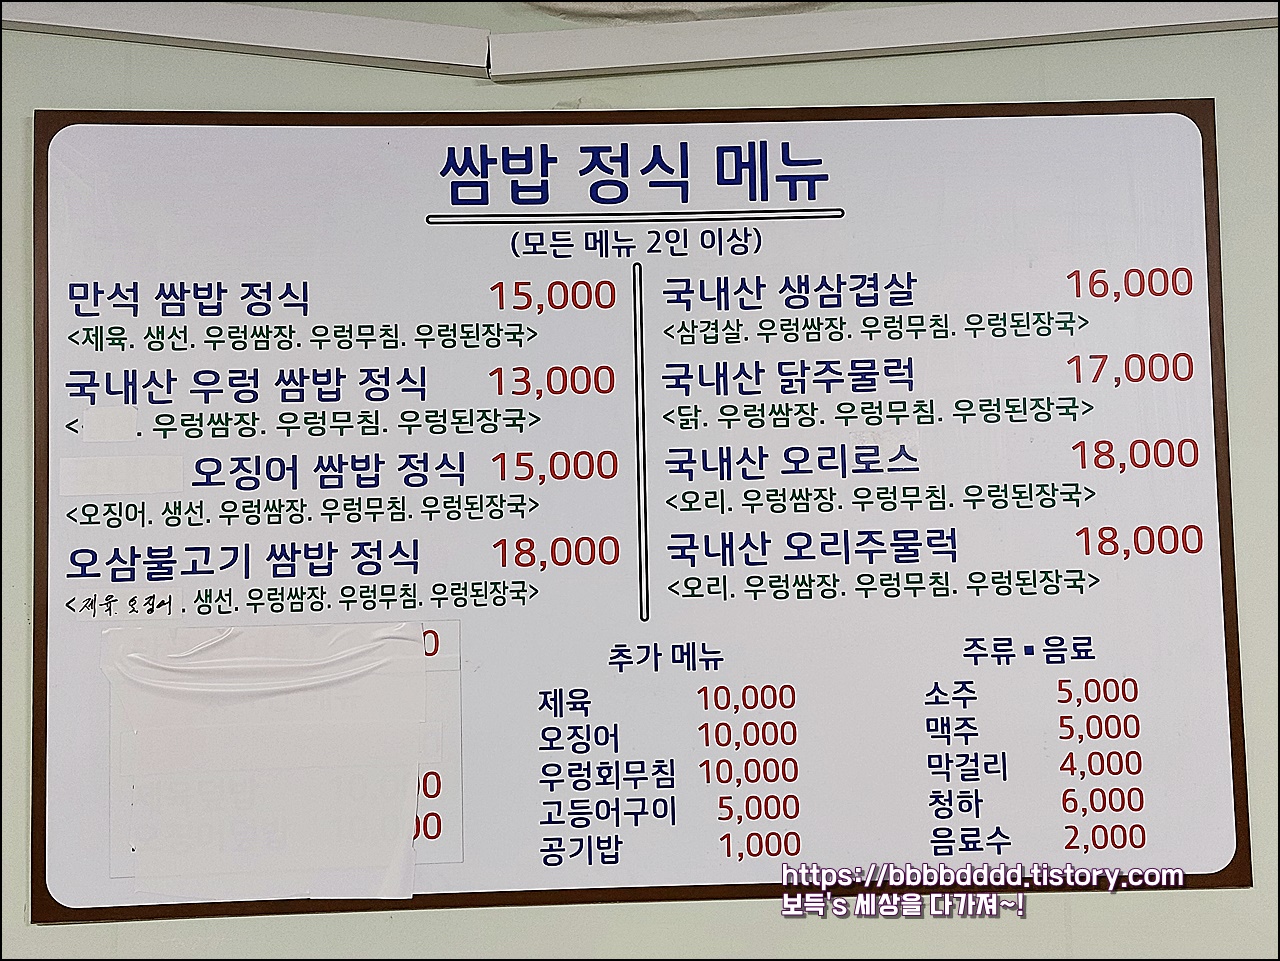 쌈밥 정식 메뉴
(모든 메뉴 2인 이상)
만석 쌈밥 정식 15,000
<제육. 생선. 우렁쌈장. 우렁무침. 우렁된장국>
국내산 우렁 쌈밥 정식 13,000
< . 우렁쌈장. 우렁무침. 우렁된장국>
오징어 쌈밥 정식 15,000
<오징어. 생선. 우렁쌈장. 우렁무침. 우렁된장국>
오삼불고기 쌈밥 정식 18,000
<제육. 오징어. 생선. 우렁쌈장. 우렁무침. 우렁된장국>
국내산 생삼겹살 16,000
<삼겹살. 우렁쌈장. 우렁무침. 우렁된장국>
국내산 닭주물럭 17,000
<닭. 우렁쌈장. 우렁무침. 우렁된장국>
국내산 오리로스 18,000
<오리. 우렁쌈장. 우렁무침. 우렁된장국>
국내산 오리주물럭 18,000
<오리. 우렁쌈장. 우렁무침. 우렁된장국>
추가 메뉴
제육 10,000
오징어 10,000
우렁회무침 10,000
고등어구이 5,000
공기밥 1,000
주류▪음료
소주 5,000
맥주 5,000
막걸리 4,000
청하 6,000
음료수 2,000
https://bbbbdddd.tistory.com
보득's 세상을 다가져~!